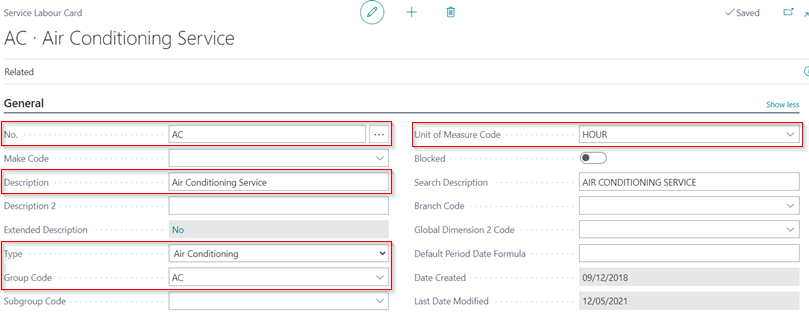 Service Labour Card
Saved
AC · Air Conditioning Service
Related
General
Show less
No.
AC
...
Make Code
Description
Air Conditioning Service
Description 2
Extended Description
No
Type
Air Conditioning
Group Code
AC
Subgroup Code
Unit of Measure Code
HOUR
Blocked
Search Description
AIR CONDITIONING SERVICE
Branch Code
Global Dimension 2 Code
Default Period Date Formula
Date Created
09/12/2018
Last Date Modified
12/05/2021